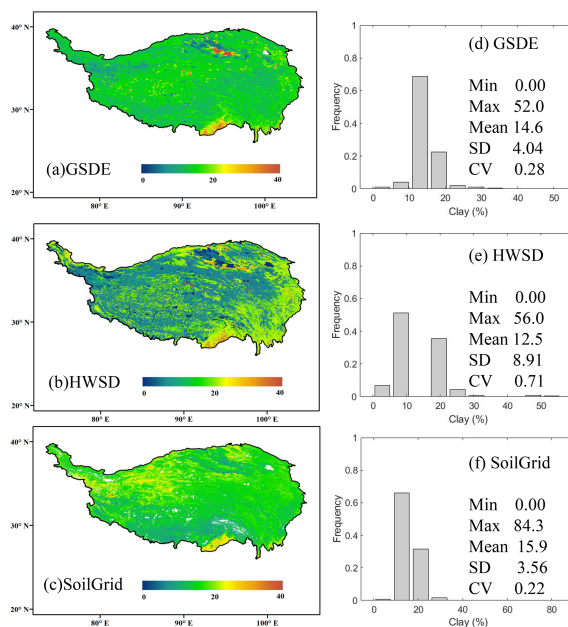 40° N
30° N
20° N
(a)GSDE
0 20 40
80° E 90° E 100° E
1
0.8
0.6
0.4
0.2
0
Frequency
(d) GSDE
Min 0.00
Max 52.0
Mean 14.6
SD 4.04
CV 0.28
0 10 20 30 40 50
Clay (%)
40° N
30° N
20° N
(b)HWSD
0 20 40
80° E 90° E 100° E
1
0.8
0.6
0.4
0.2
0
Frequency
(e) HWSD
Min 0.00
Max 56.0
Mean 12.5
SD 8.91
CV 0.71
0 10 20 30 40 50
Clay (%)
40° N
30° N
20° N
(c)SoilGrid
0 20 40
80° E 90° E 100° E
1
0.8
0.6
0.4
0.2
0
Frequency
(f) SoilGrid
Min 0.00
Max 84.3
Mean 15.9
SD 3.56
CV 0.22
0 20 40 60 80
Clay (%)